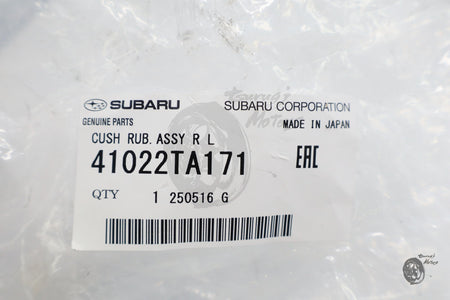 SUBARU
SUBARU CORPORATION
GENUINE PARTS
MADE IN JAPAN
CUSH RUB. ASSY R L
41022TA171
EAC
QTY 1 250516 G